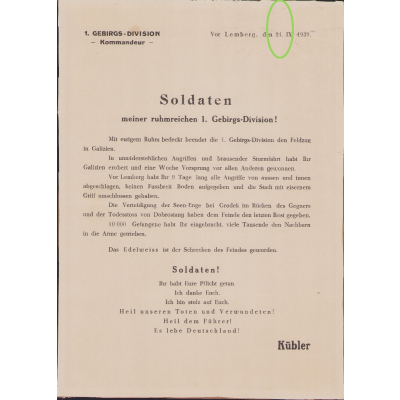 1. GEBIRGS-DIVISION
– Kommandeur –
Vor Lemberg, den 21. IX. 1939.
Soldaten
meiner ruhmreichen 1. Gebirgs-Division!
Mit ewigem Ruhm bedeckt beendet die 1. Gebirgs-Division den Feldzug
in Galizien.
In unwiderstehlichen Angriffen und brausender Sturmfahrt habt Ihr
Galizien erobert und eine Woche Vorsprung vor allen Anderen gewonnen.
Vor Lemberg habt Ihr 9 Tage lang alle Angriffe von aussen und innen
abgeschlagen, keinen Fussbreit Boden aufgegeben und die Stadt mit eisernem
Griff umschlossen gehalten.
Die Verteidigung der Seen-Enge bei Grodek im Rücken des Gegners
und der Todesstoss von Dobrostany haben dem Feinde den letzten Rest gegeben.
10 000 Gefangene habt Ihr eingebracht, viele Tausende den Nachbarn
in die Arme getrieben.
Das Edelweiss ist der Schrecken des Feindes geworden.
Soldaten!
Ihr habt Eure Pflicht getan.
Ich danke Euch.
Ich bin stolz auf Euch.
Heil unseren Toten und Verwundeten!
Heil dem Führer!
Es lebe Deutschland!
Kübler